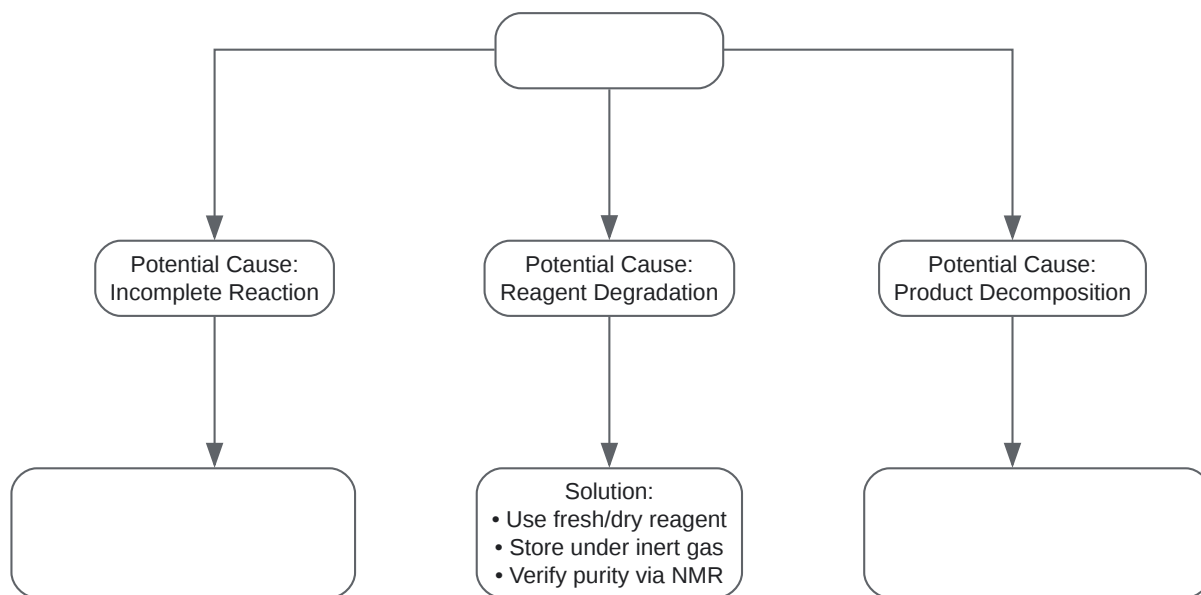 Potential Cause:
Incomplete Reaction
Potential Cause:
Reagent Degradation
Potential Cause:
Product Decomposition
Solution:
• Use fresh/dry reagent
• Store under inert gas
• Verify purity via NMR